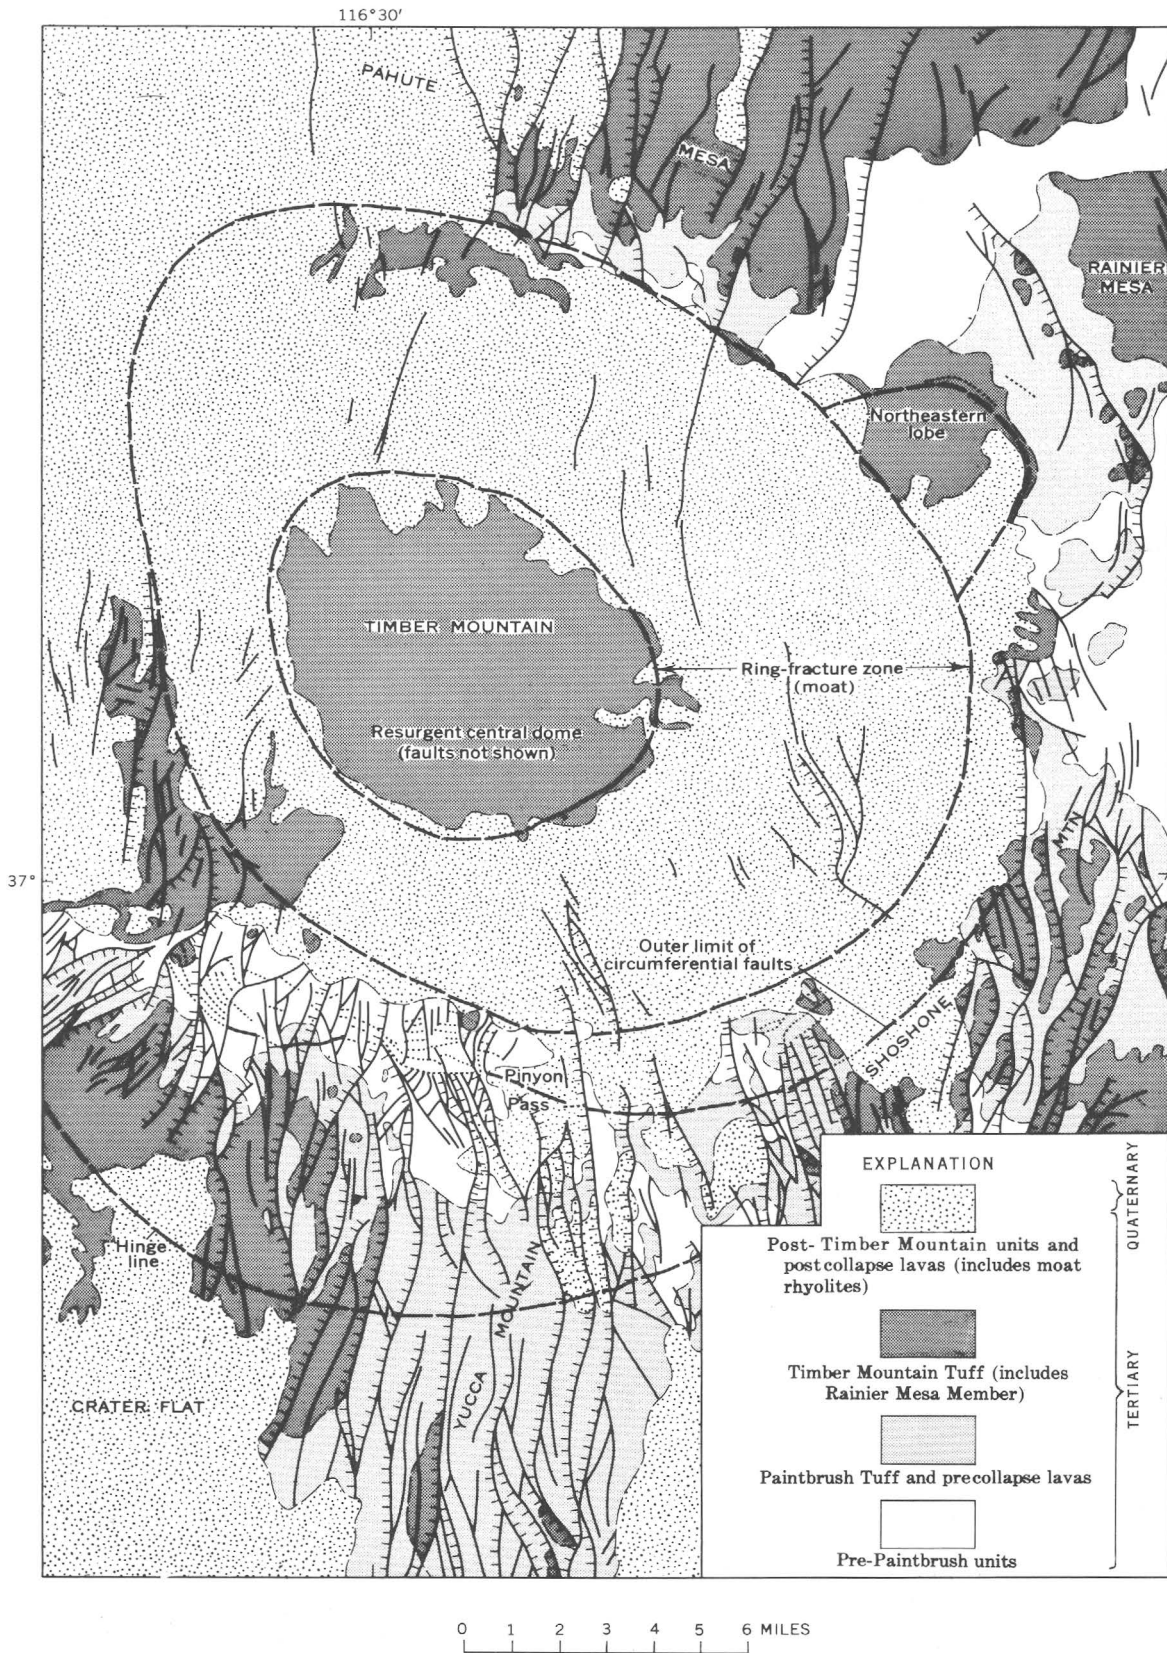 116°30'
PAHUTE
MESA
RAINIER
MESA
Northeastern
lobe
TIMBER MOUNTAIN
Ring-fracture zone
(moat)
Resurgent central dome
(faults not shown)
MTN
37°
Outer limit of
circumferential faults
SHOSHONE
Pinyon
Pass
Hinge
line
MOUNTAIN
YUCCA
CRATER FLAT
EXPLANATION
Post-Timber Mountain units and
postcollapse lavas (includes moat
rhyolites)
QUATERNARY
Timber Mountain Tuff (includes
Rainier Mesa Member)
TERTIARY
Paintbrush Tuff and precollapse lavas
Pre-Paintbrush units
0 1 2 3 4 5 6 MILES